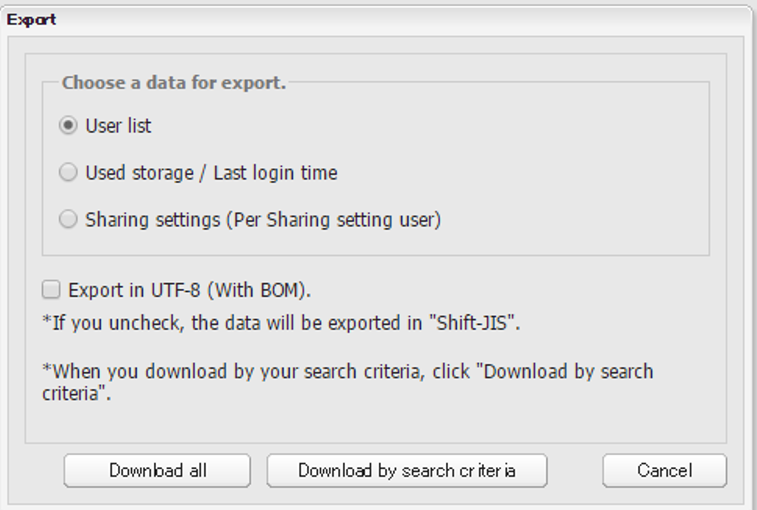 Export
Choose a data for export.
User list
Used storage / Last login time
Sharing settings (Per Sharing setting user)
Export in UTF-8 (With BOM).
*If you uncheck, the data will be exported in "Shift-JIS".
*When you download by your search criteria, click "Download by search
criteria".
Download all
Download by search criteria
Cancel